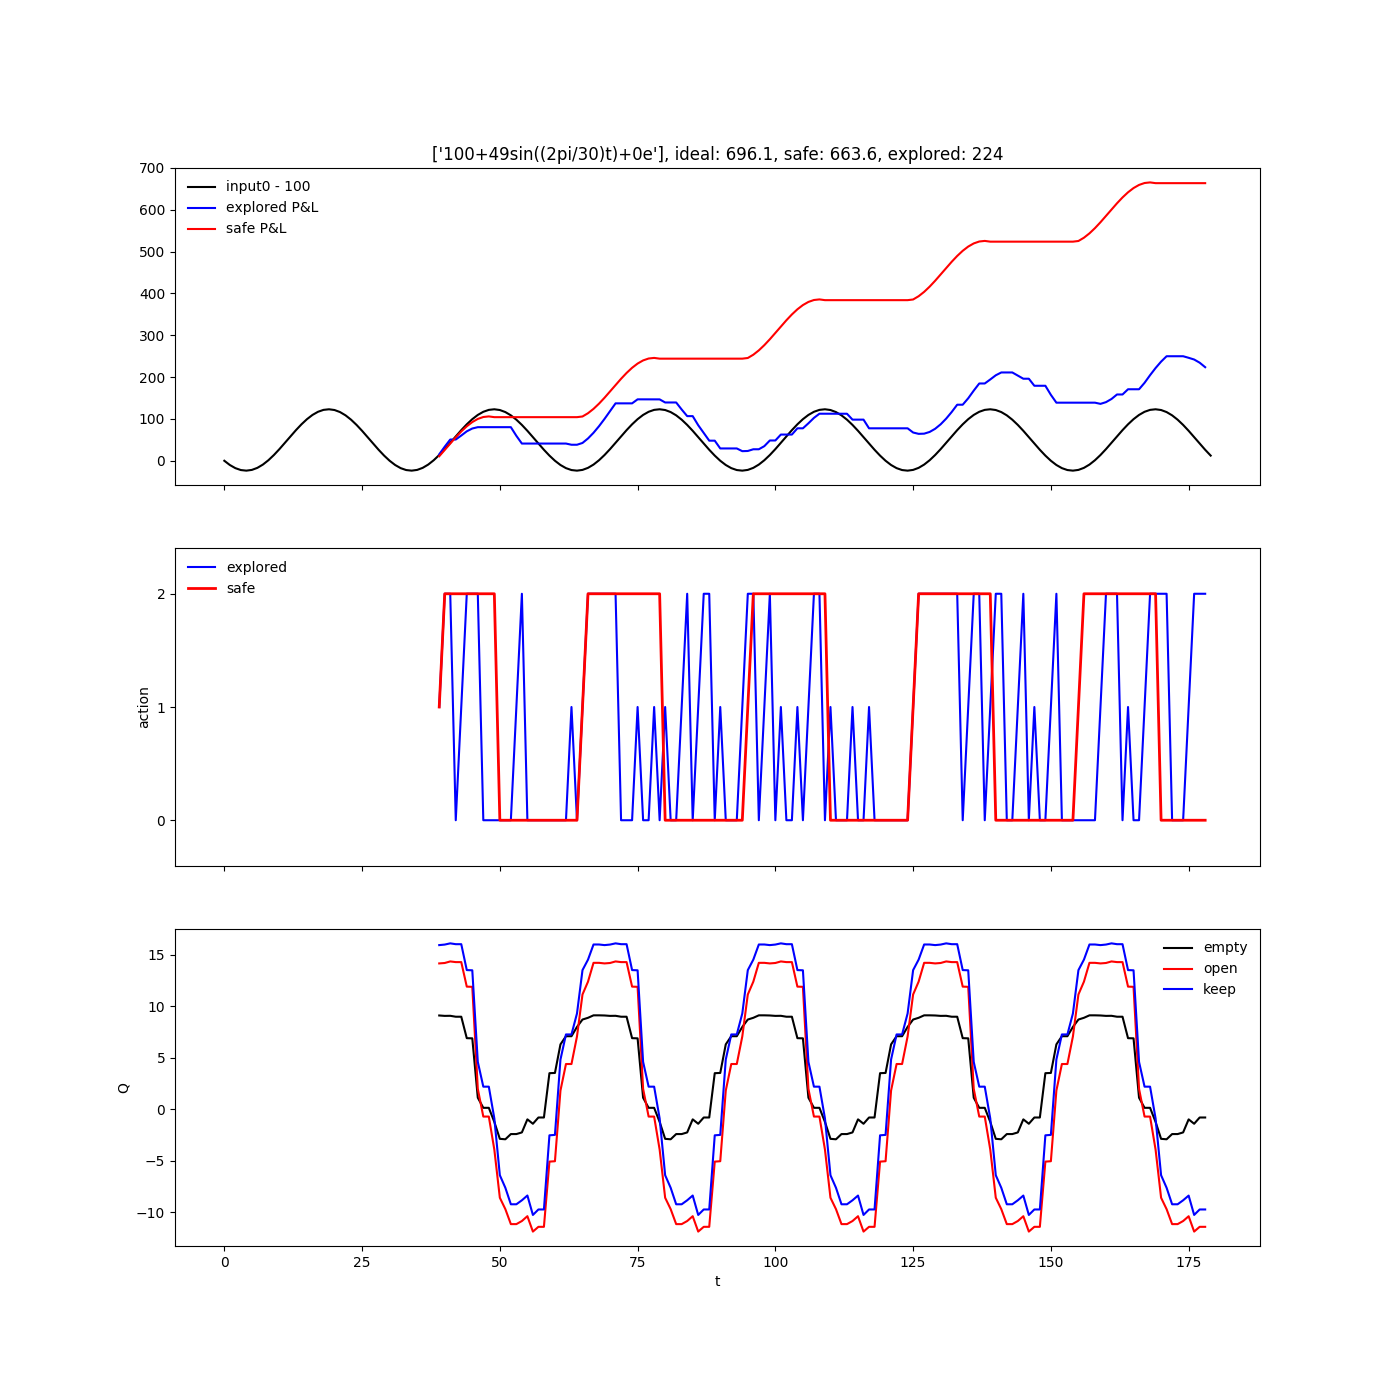 ['100+49sin((2pi/30)t)+0e'], ideal: 696.1, safe: 663.6, explored: 224
700
600
500
400
300
200
100
0
input0 - 100
explored P&L
safe P&L
action
2
1
0
explored
safe
Q
15
10
5
0
−5
−10
empty
open
keep
0 25 50 75 100 125 150 175
t